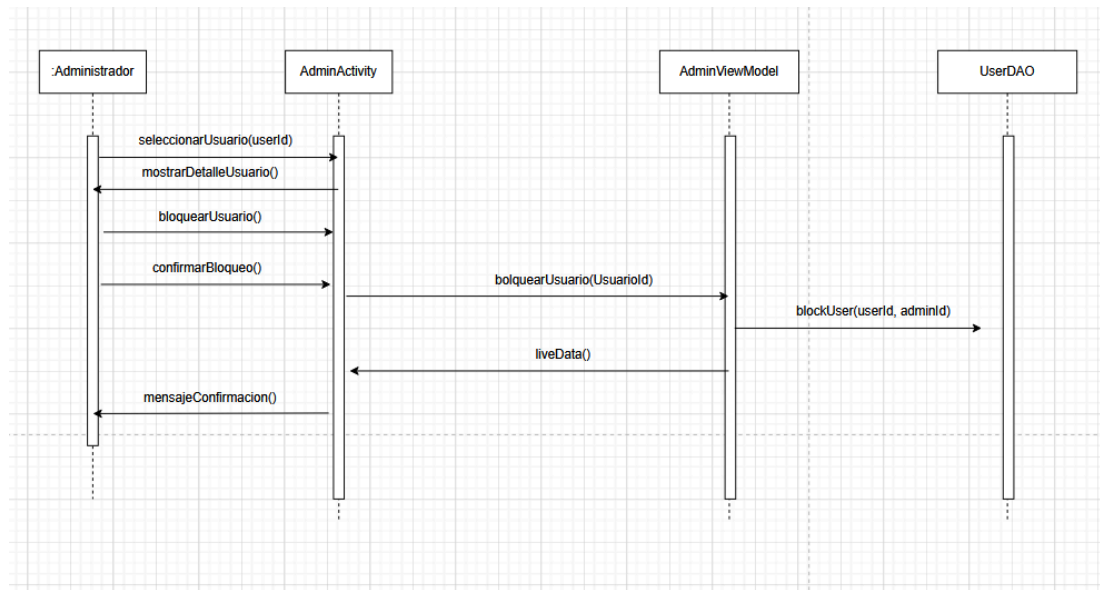 :Administrador
AdminActivity
AdminViewModel
UserDAO
seleccionarUsuario(userId)
mostrarDetalleUsuario()
bloquearUsuario()
confirmarBloqueo()
bolquearUsuario(UsuarioId)
blockUser(userId, adminId)
liveData()
mensajeConfirmacion()